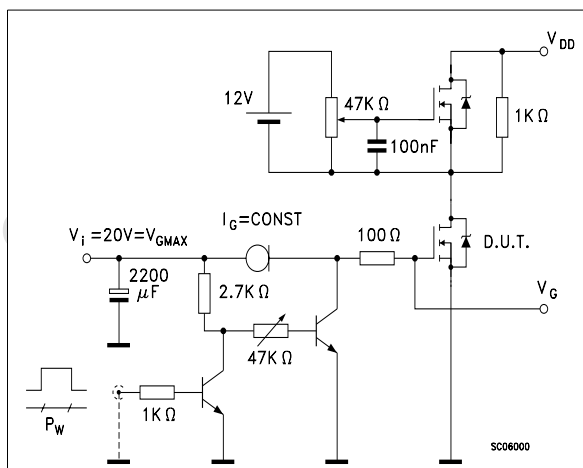 V_DD
12V
47K Ω
1K Ω
100nF
I_G=CONST
V_i =20V=V_GMAX
100 Ω
D.U.T.
2200
μF
2.7K Ω
V_G
47K Ω
1K Ω
P_W
SC06000